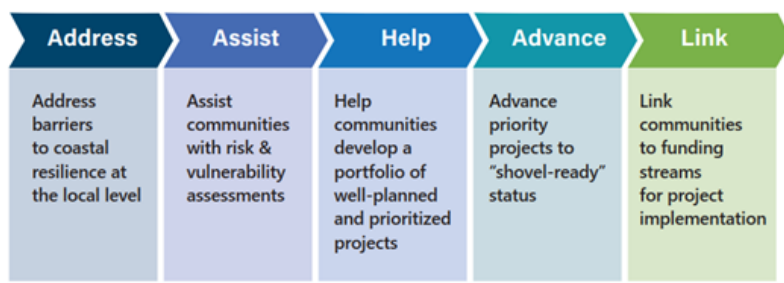 Address
Assist
Help
Advance
Link
Address
barriers
to coastal
resilience at
the local level
Assist
communities
with risk &
vulnerability
assessments
Help
communities
develop a
portfolio of
well-planned
and prioritized
projects
Advance
priority
projects to
“shovel-ready”
status
Link
communities
to funding
streams
for project
implementation